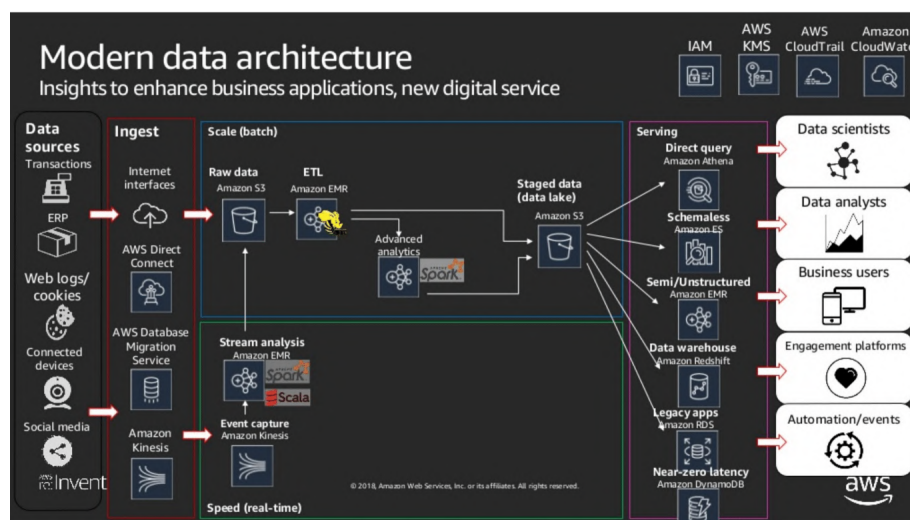 Modern data architecture
Insights to enhance business applications, new digital service
IAM
AWS
KMS
AWS
CloudTrail
Amazon
Data
sources
Transactions
ERP
Web logs/
cookies
Connected
devices
Social media
aws
re:Invent
Ingest
Internet
interfaces
AWS Direct
Connect
AWS Database
Migration
Service
Amazon
Kinesis
Scale (batch)
Raw data
Amazon S3
ETL
Amazon EMR
Advanced
analytics
APACHE
Spark
Staged data
(data lake)
Amazon S3
Stream analysis
Amazon EMR
APACHE
Spark
Scala
Event capture
Amazon Kinesis
Speed (real-time)
© 2018, Amazon Web Services, Inc. or its affiliates. All rights reserved.
Serving
Direct query
Amazon Athena
Schemaless
Amazon ES
Semi/Unstructured
Amazon EMR
Data warehouse
Amazon Redshift
Legacy apps
Amazon RDS
Near-zero latency
Amazon DynamoDB
Data scientists
Data analysts
Business users
Engagement platforms
Automation/events
aws